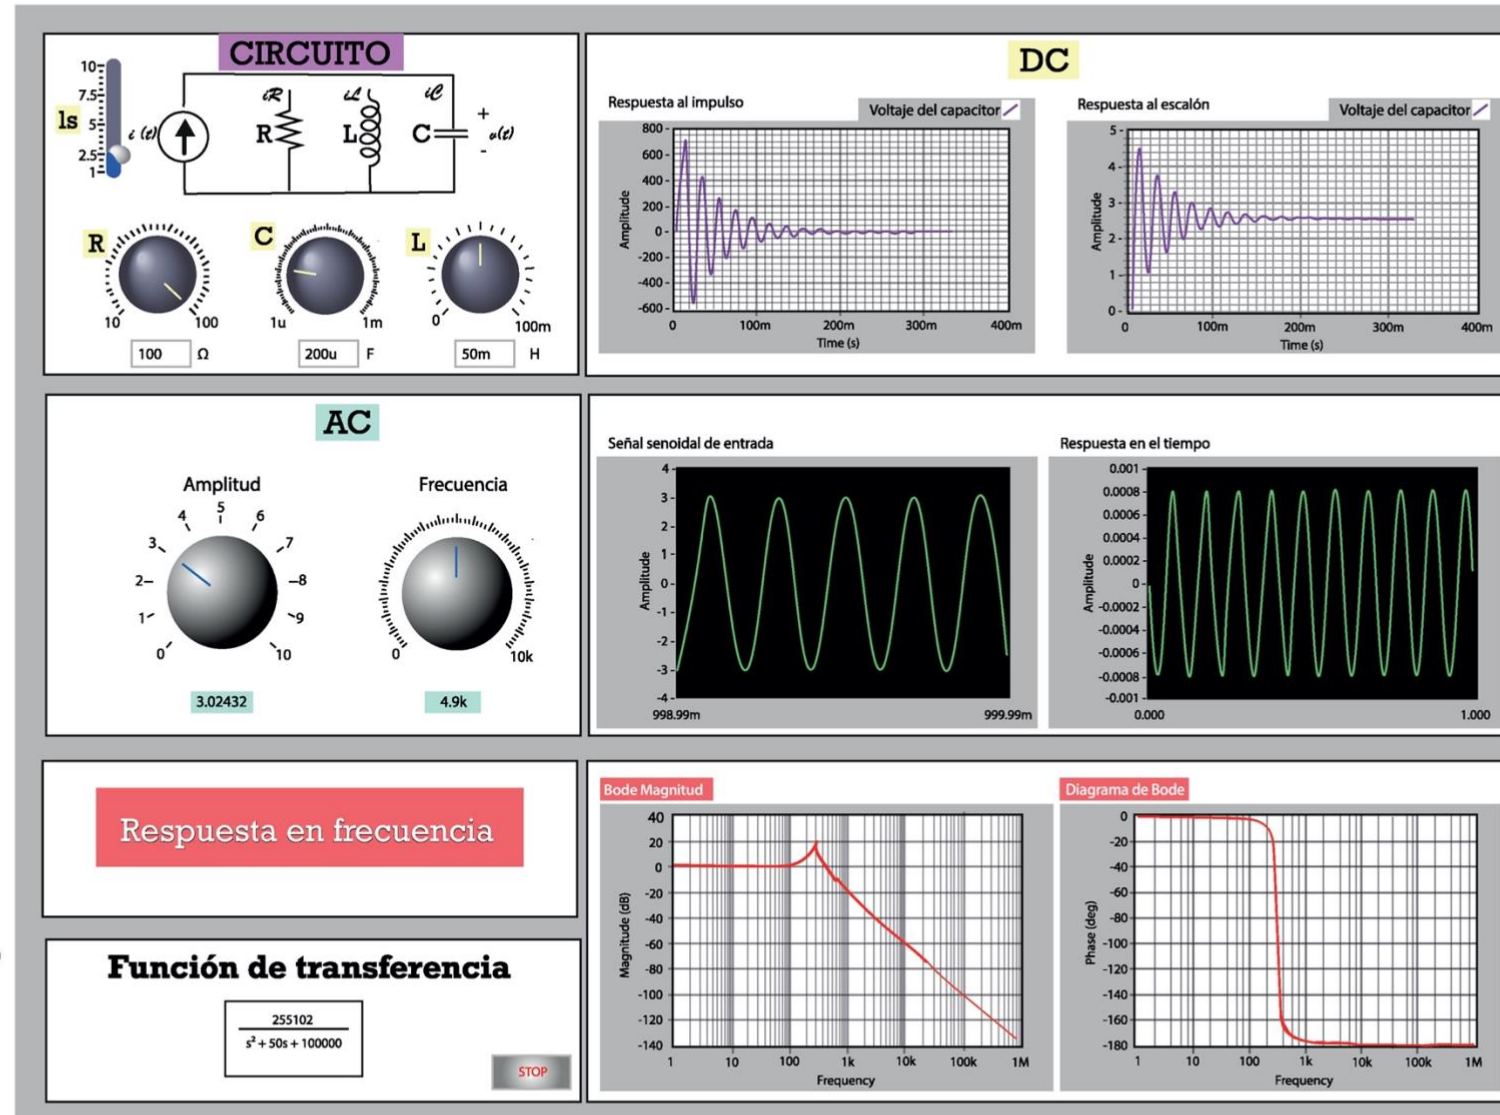 CIRCUITO
10
7.5
5
2.5
1
1s
i (t)
iR
iL
iC
R
L
C
+
υ(t)
-
R
C
L
10
100
1u
1m
0
100m
100 Ω
200u F
50m H
DC
Respuesta al impulso
Voltaje del capacitor
Amplitude
800
600
400
200
0
-200
-400
-600
0 100m 200m 300m 400m
Time (s)
Respuesta al escalón
Voltaje del capacitor
Amplitude
5
4
3
2
1
0
0 100m 200m 300m 400m
Time (s)
AC
Amplitud
0
1
2
3
4
5
6
7
8
9
10
3.02432
Frecuencia
0
10k
4.9k
Señal senoidal de entrada
Amplitude
4
3
2
1
0
-1
-2
-3
-4
998.99m 999.99m
Respuesta en el tiempo
Amplitude
0.001
0.0008
0.0006
0.0004
0.0002
0
-0.0002
-0.0004
-0.0006
-0.0008
-0.001
0.000 1.000
Respuesta en frecuencia
Bode Magnitud
Magnitude (dB)
40
20
0
-20
-40
-60
-80
-100
-120
-140
1 10 100 1k 10k 100k 1M
Frequency
Diagrama de Bode
Phase (deg)
0
-20
-40
-60
-80
-100
-120
-140
-160
-180
1 10 100 1k 10k 100k 1M
Frequency
Función de transferencia
255102
s² + 50s + 100000
STOP